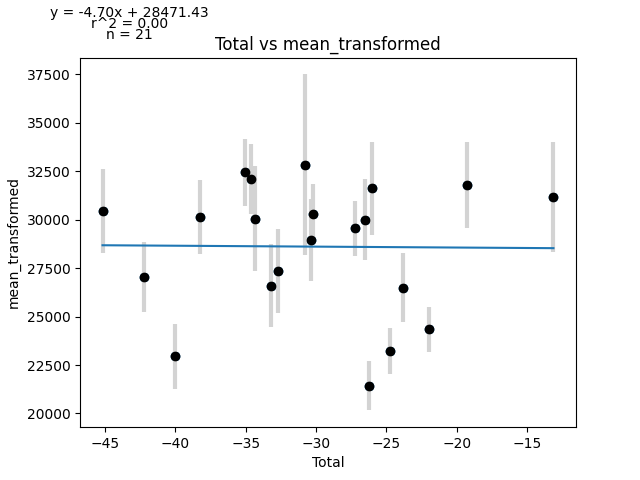 y = -4.70x + 28471.43
r^2 = 0.00
n = 21
Total vs mean_transformed
mean_transformed
37500
35000
32500
30000
27500
25000
22500
20000
−45
−40
−35
−30
−25
−20
−15
Total